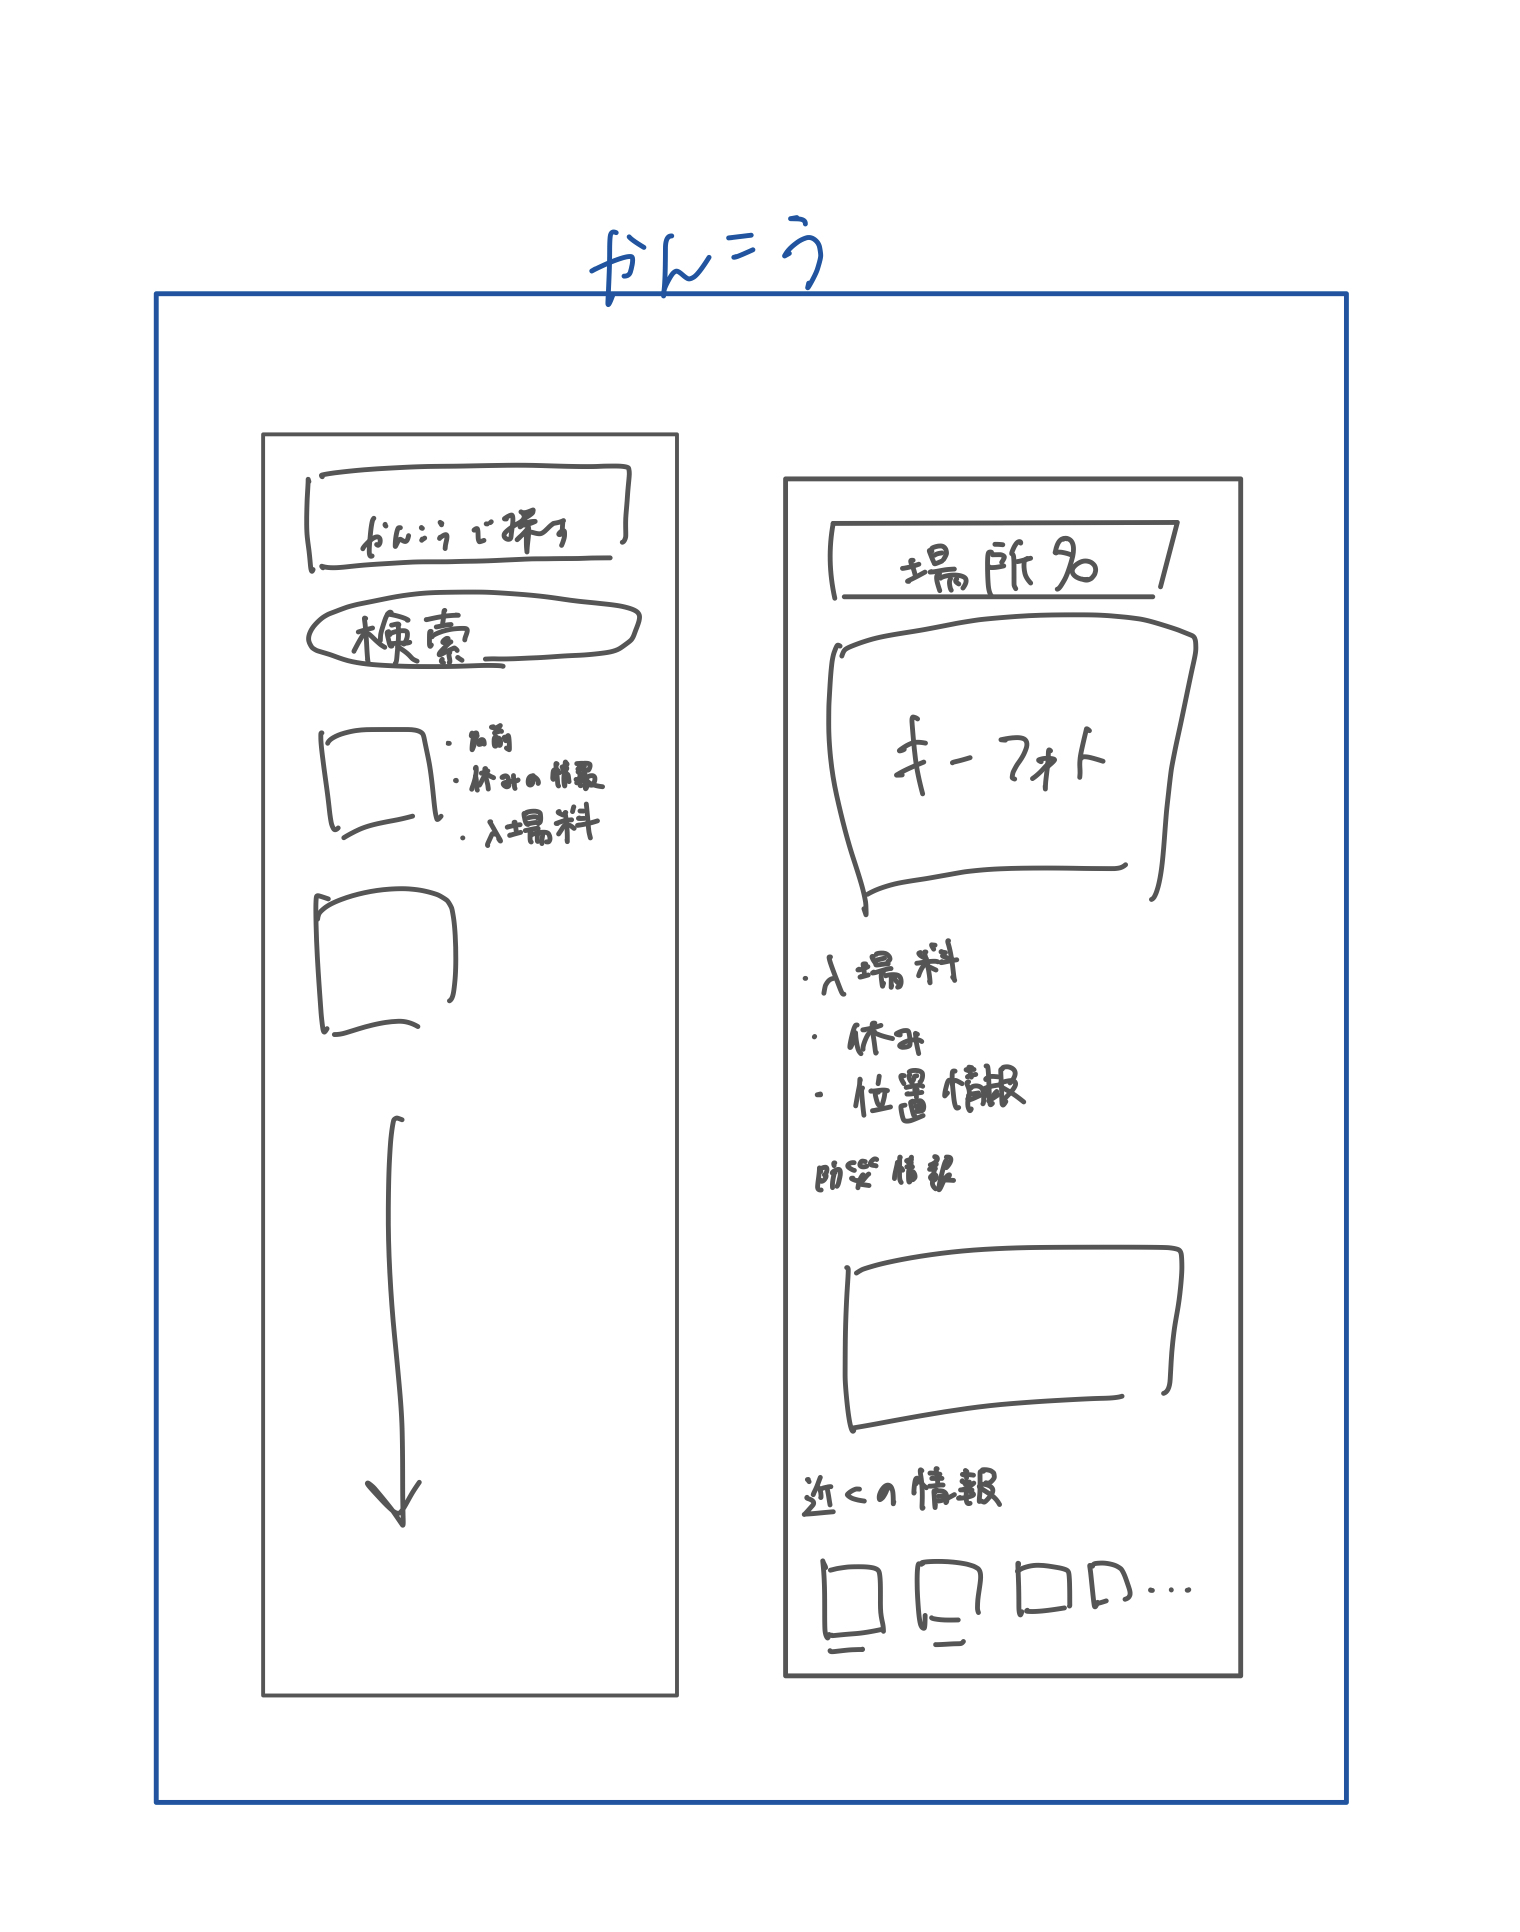 かんこう
かんこうで探す
検索
・休みの情報
・入場料
場所名
キーフォト
・入場料
・休み
・位置情報
防災情報
近くの情報
...